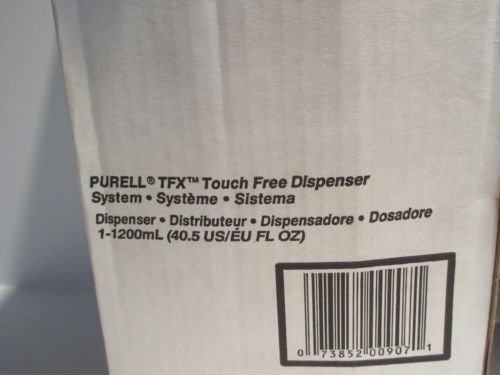 PURELL® TFX™ Touch Free Dispenser
System • Système • Sistema
Dispenser • Distributeur • Dispensadore • Dosadore
1-1200mL (40.5 US/ÉU FL OZ)
0 73852 00907 1